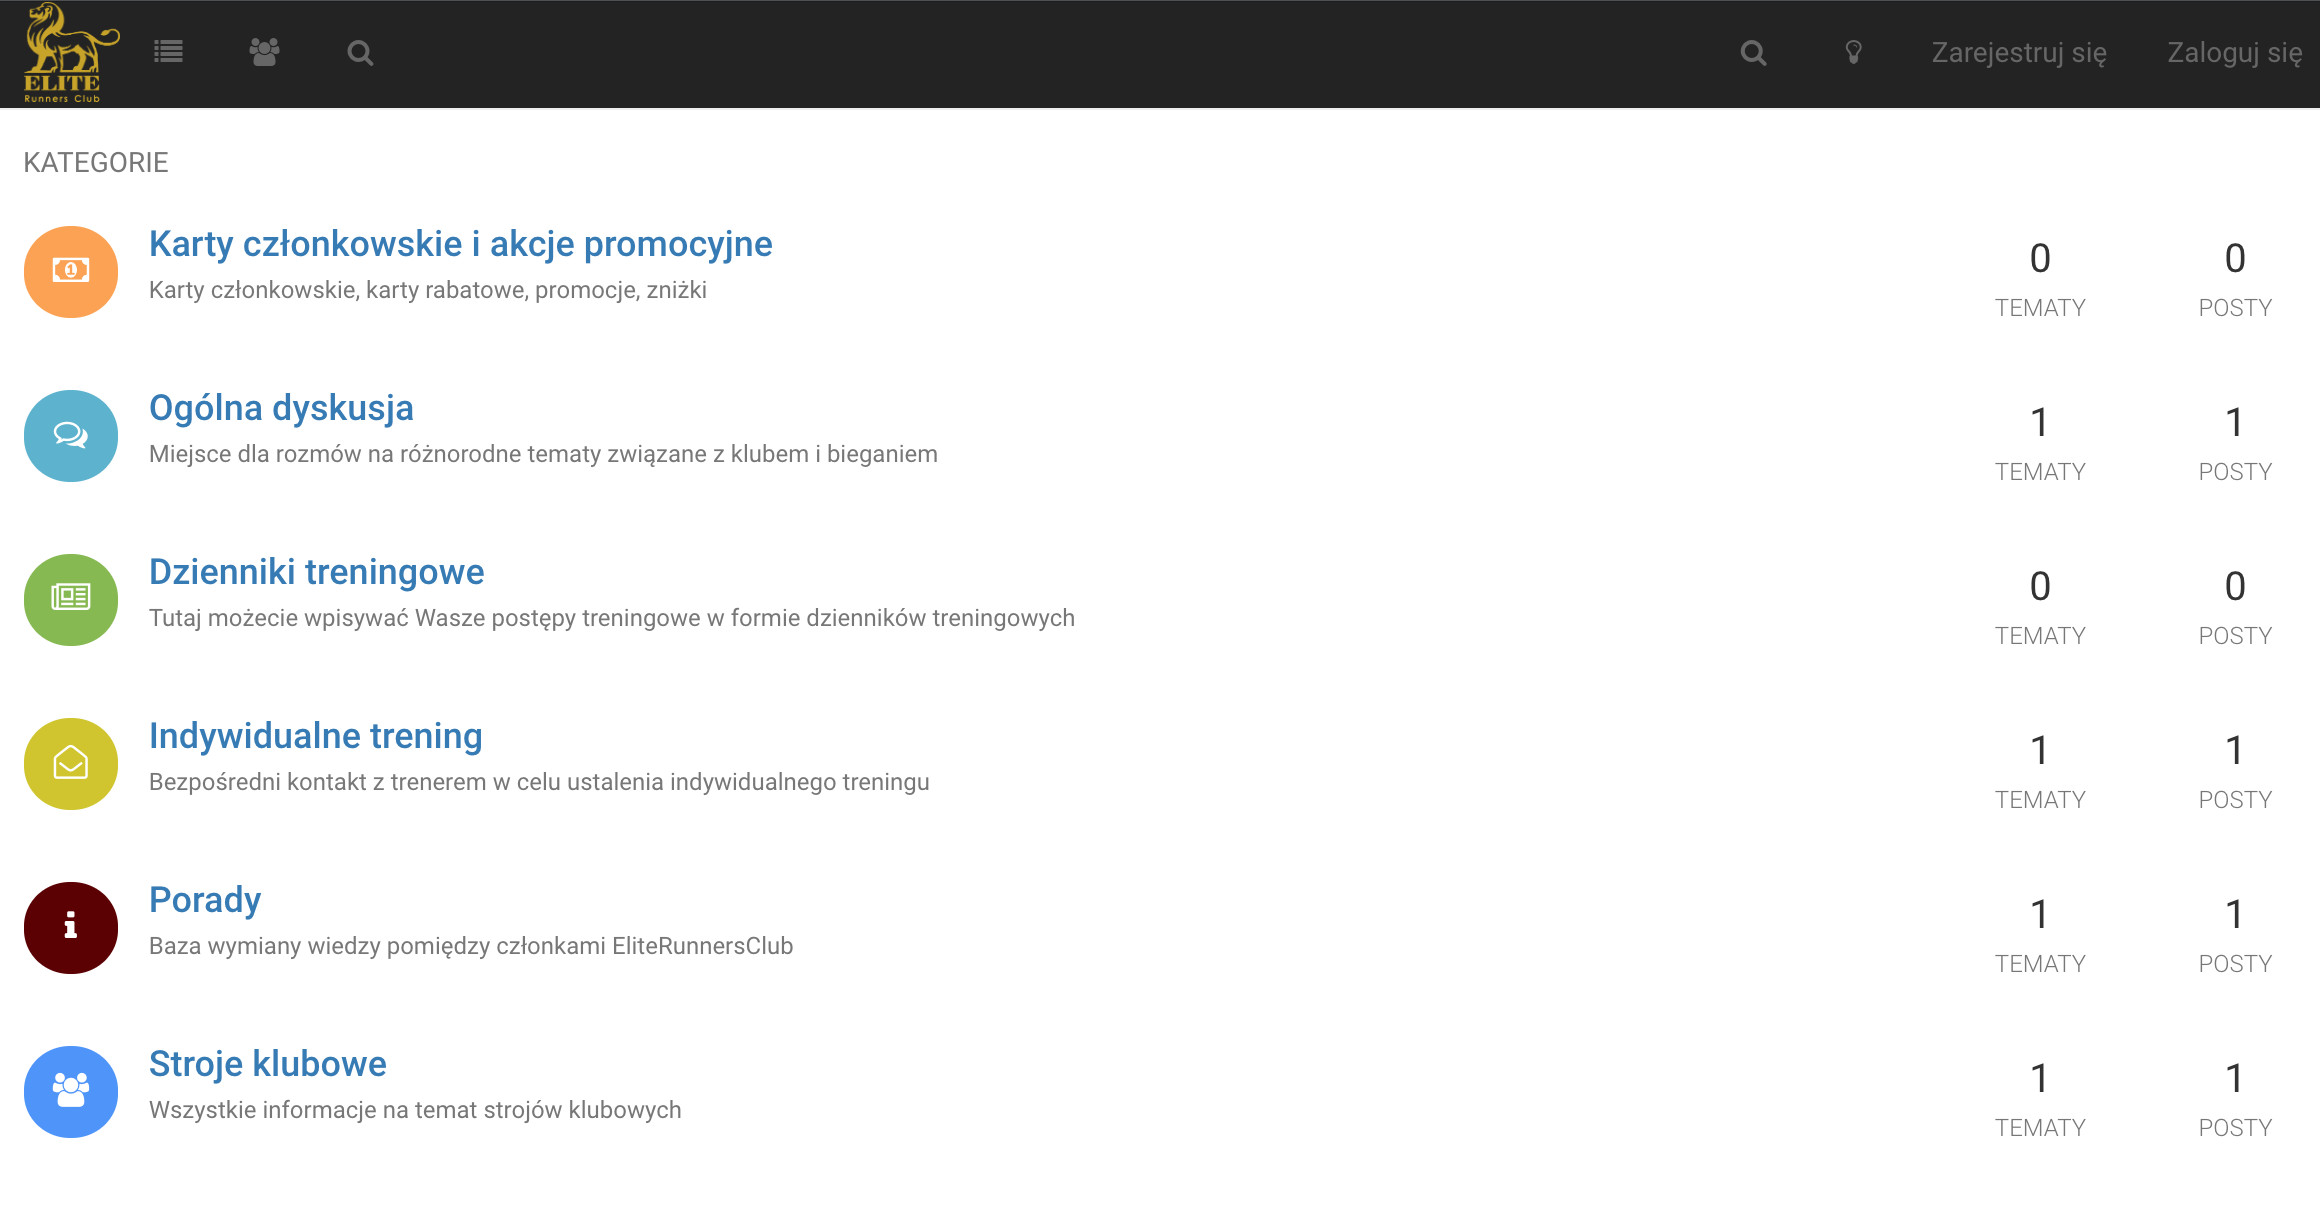 ELITE
Runners Club
Zarejestruj się
Zaloguj się
KATEGORIE
Karty członkowskie i akcje promocyjne
Karty członkowskie, karty rabatowe, promocje, zniżki
0
TEMATY
0
POSTY
Ogólna dyskusja
Miejsce dla rozmów na różnorodne tematy związane z klubem i bieganiem
1
TEMATY
1
POSTY
Dzienniki treningowe
Tutaj możecie wpisywać Wasze postępy treningowe w formie dzienników treningowych
0
TEMATY
0
POSTY
Indywidualne trening
Bezpośredni kontakt z trenerem w celu ustalenia indywidualnego treningu
1
TEMATY
1
POSTY
Porady
Baza wymiany wiedzy pomiędzy członkami EliteRunnersClub
1
TEMATY
1
POSTY
Stroje klubowe
Wszystkie informacje na temat strojów klubowych
1
TEMATY
1
POSTY